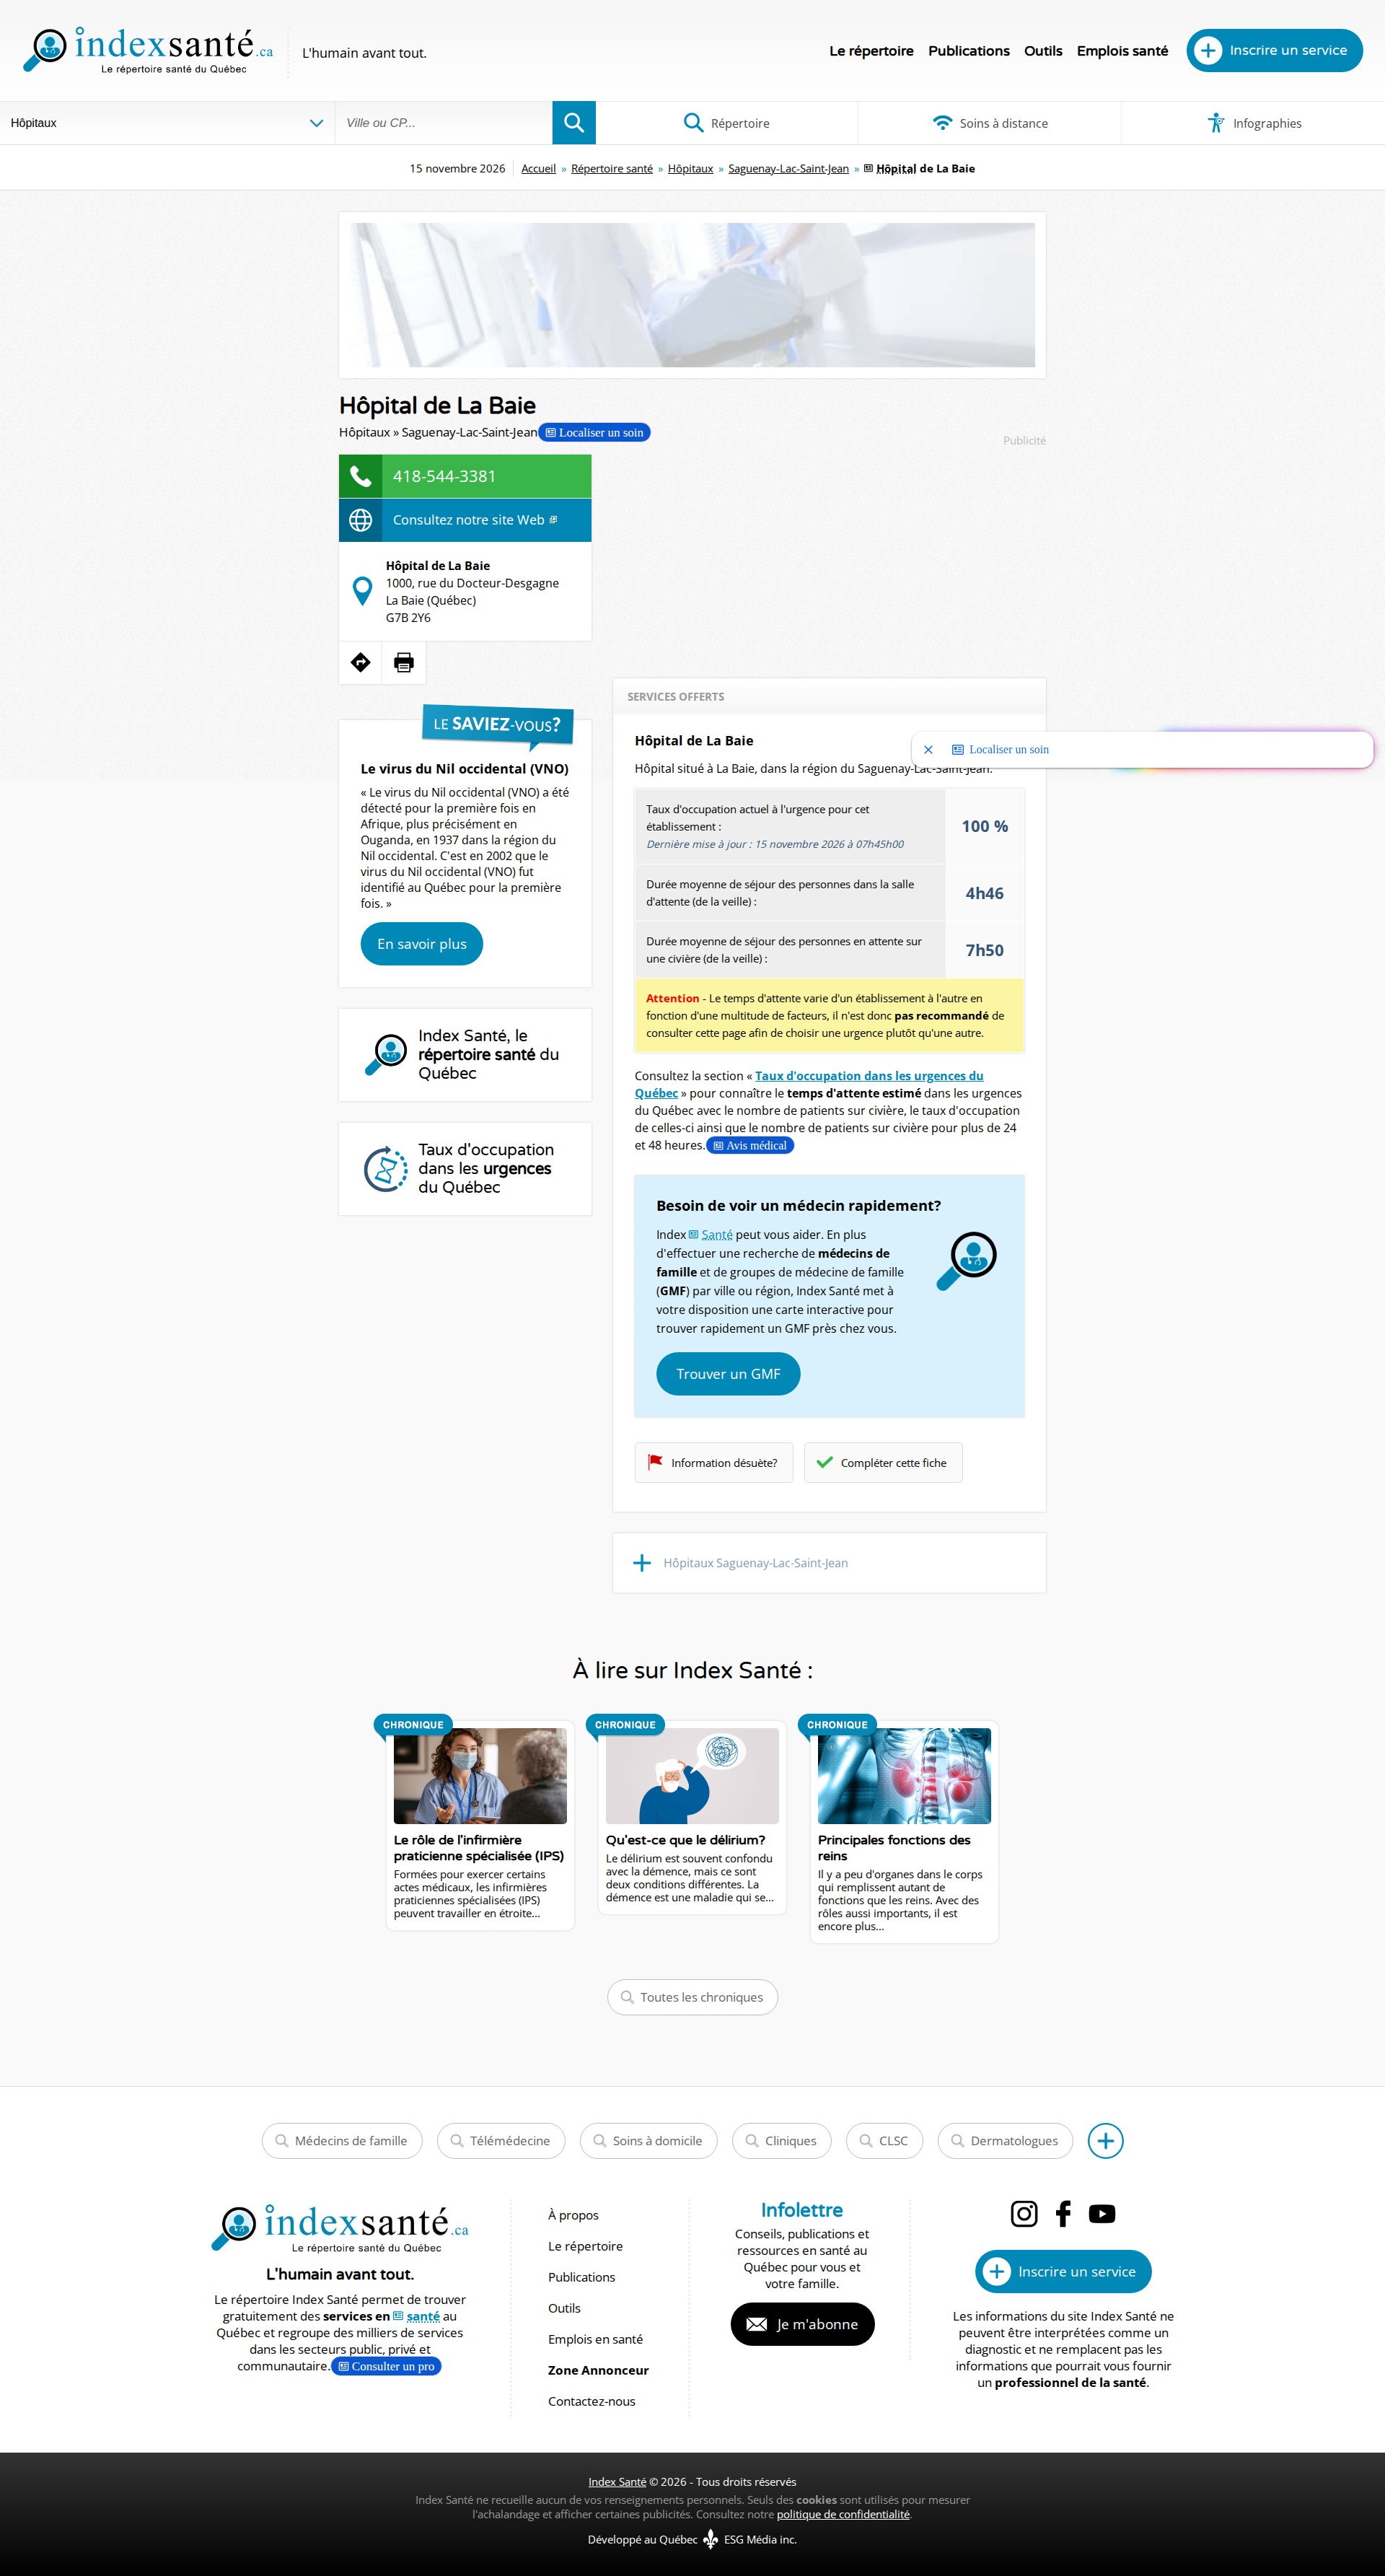 indexsanté.ca
Le répertoire santé du Québec
L'humain avant tout.
Le répertoire
Publications
Outils
Emplois santé
Inscrire un service
Hôpitaux
Ville ou CP...
Répertoire
Soins à distance
Infographies
15 novembre 2026
Accueil » Répertoire santé » Hôpitaux » Saguenay-Lac-Saint-Jean » Hôpital de La Baie
Hôpital de La Baie
Hôpitaux » Saguenay-Lac-Saint-Jean Localiser un soin
Publicité
418-544-3381
Consultez notre site Web
Hôpital de La Baie
1000, rue du Docteur-Desgagne
La Baie (Québec)
G7B 2Y6
LE SAVIEZ-VOUS?
Le virus du Nil occidental (VNO)
« Le virus du Nil occidental (VNO) a été
détecté pour la première fois en
Afrique, plus précisément en
Ouganda, en 1937 dans la région du
Nil occidental. C'est en 2002 que le
virus du Nil occidental (VNO) fut
identifié au Québec pour la première
fois. »
En savoir plus
Index Santé, le
répertoire santé du
Québec
Taux d'occupation
dans les urgences
du Québec
SERVICES OFFERTS
Hôpital de La Baie
Localiser un soin
Hôpital situé à La Baie, dans la région du Saguenay-Lac-Saint-Jean.
Taux d'occupation actuel à l'urgence pour cet
établissement :
Dernière mise à jour : 15 novembre 2026 à 07h45h00
100 %
Durée moyenne de séjour des personnes dans la salle
d'attente (de la veille) :
4h46
Durée moyenne de séjour des personnes en attente sur
une civière (de la veille) :
7h50
Attention - Le temps d'attente varie d'un établissement à l'autre en
fonction d'une multitude de facteurs, il n'est donc pas recommandé de
consulter cette page afin de choisir une urgence plutôt qu'une autre.
Consultez la section « Taux d'occupation dans les urgences du
Québec » pour connaître le temps d'attente estimé dans les urgences
du Québec avec le nombre de patients sur civière, le taux d'occupation
de celles-ci ainsi que le nombre de patients sur civière pour plus de 24
et 48 heures. Avis médical
Besoin de voir un médecin rapidement?
Index Santé peut vous aider. En plus
d'effectuer une recherche de médecins de
famille et de groupes de médecine de famille
(GMF) par ville ou région, Index Santé met à
votre disposition une carte interactive pour
trouver rapidement un GMF près chez vous.
Trouver un GMF
Information désuète?
Compléter cette fiche
Hôpitaux Saguenay-Lac-Saint-Jean
À lire sur Index Santé :
CHRONIQUE
Le rôle de l'infirmière
praticienne spécialisée (IPS)
Formées pour exercer certains
actes médicaux, les infirmières
praticiennes spécialisées (IPS)
peuvent travailler en étroite...
CHRONIQUE
Qu'est-ce que le délirium?
Le délirium est souvent confondu
avec la démence, mais ce sont
deux conditions différentes. La
démence est une maladie qui se...
CHRONIQUE
Principales fonctions des
reins
Il y a peu d'organes dans le corps
qui remplissent autant de
fonctions que les reins. Avec des
rôles aussi importants, il est
encore plus...
Toutes les chroniques
Médecins de famille
Télémédecine
Soins à domicile
Cliniques
CLSC
Dermatologues
indexsanté.ca
Le répertoire santé du Québec
L'humain avant tout.
Le répertoire Index Santé permet de trouver
gratuitement des services en santé au
Québec et regroupe des milliers de services
dans les secteurs public, privé et
communautaire. Consulter un pro
À propos
Le répertoire
Publications
Outils
Emplois en santé
Zone Annonceur
Contactez-nous
Infolettre
Conseils, publications et
ressources en santé au
Québec pour vous et
votre famille.
Je m'abonne
Inscrire un service
Les informations du site Index Santé ne
peuvent être interprétées comme un
diagnostic et ne remplacent pas les
informations que pourrait vous fournir
un professionnel de la santé.
Index Santé © 2026 - Tous droits réservés
Index Santé ne recueille aucun de vos renseignements personnels. Seuls des cookies sont utilisés pour mesurer
l'achalandage et afficher certaines publicités. Consultez notre politique de confidentialité.
Développé au Québec ESG Média inc.